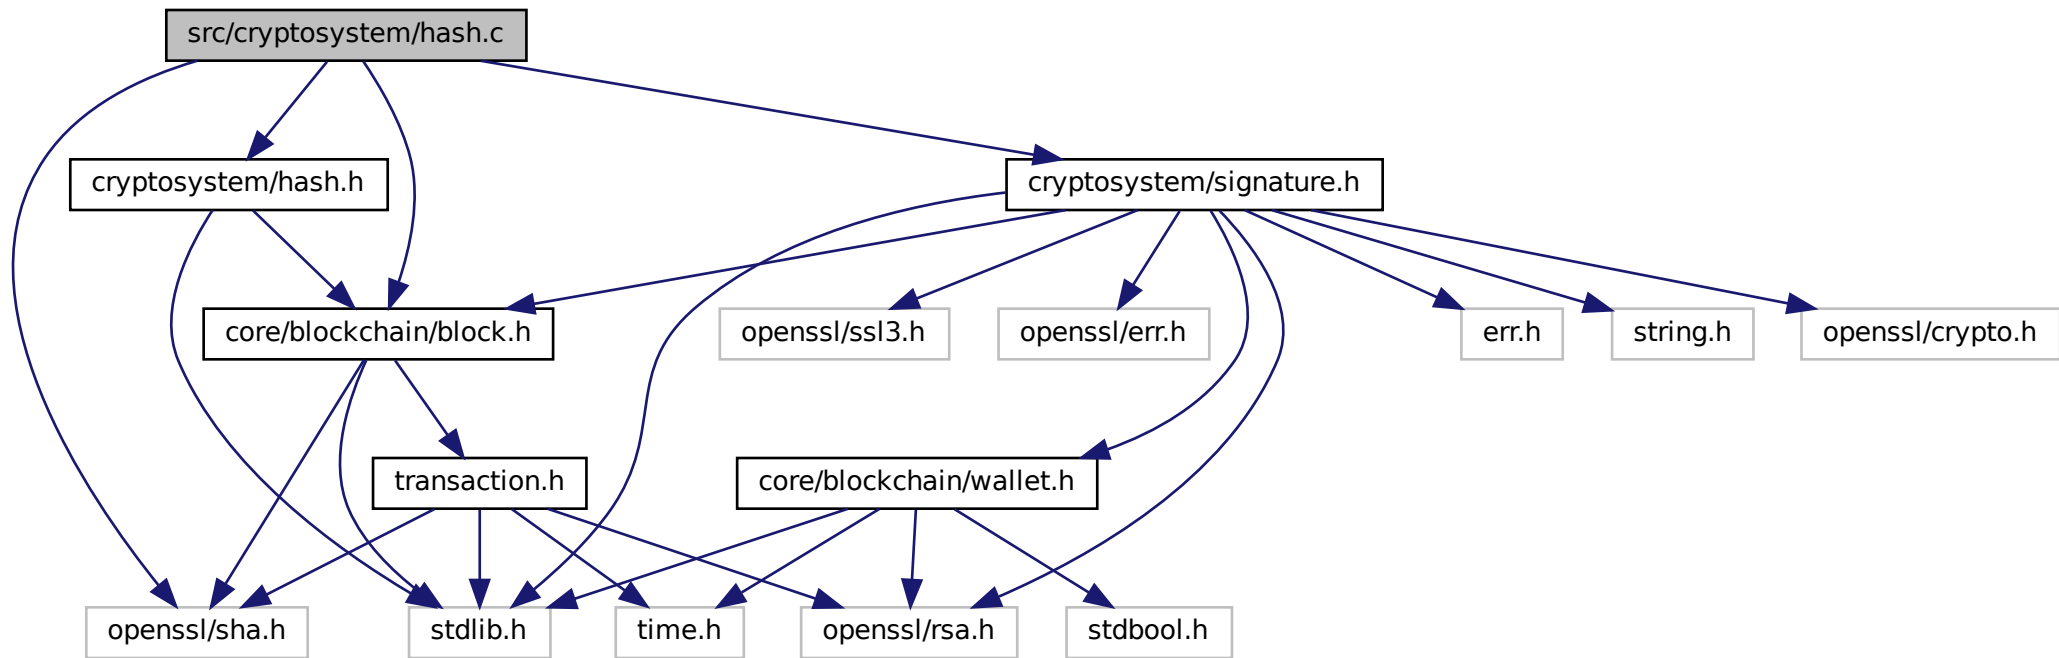 src/cryptosystem/hash.c
cryptosystem/hash.h
cryptosystem/signature.h
core/blockchain/block.h
openssl/ssl3.h
openssl/err.h
err.h
string.h
openssl/crypto.h
transaction.h
core/blockchain/wallet.h
openssl/sha.h
stdlib.h
time.h
openssl/rsa.h
stdbool.h